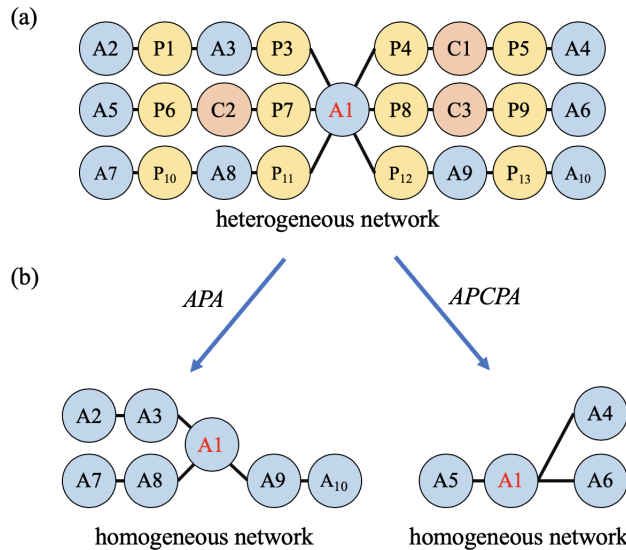 (a)
A2 P1 A3 P3 P4 C1 P5 A4
A5 P6 C2 P7 A1 P8 C3 P9 A6
A7 P₁₀ A8 P₁₁ P₁₂ A9 P₁₃ A₁₀
heterogeneous network
(b)
APA APCPA
A2 A3 A4
A1
A7 A8 A9 A₁₀ A5 A1 A6
homogeneous network homogeneous network